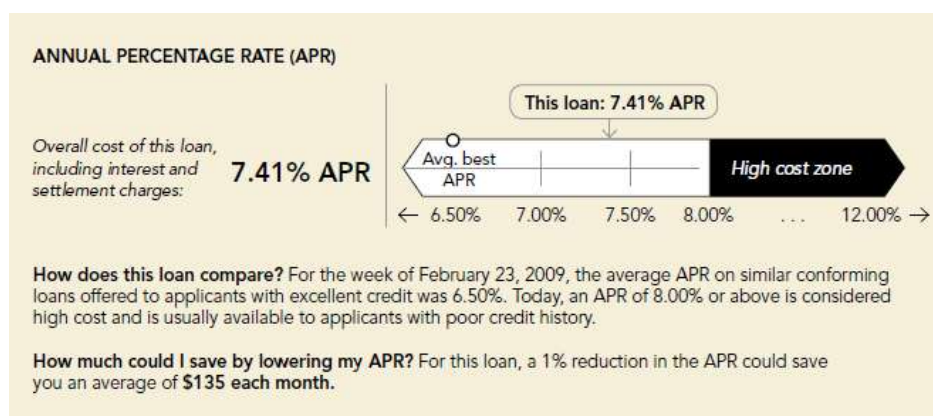 ANNUAL PERCENTAGE RATE (APR)
Overall cost of this loan,
including interest and
settlement charges:
7.41% APR
This loan: 7.41% APR
Avg. best
APR
High cost zone
← 6.50% 7.00% 7.50% 8.00% ... 12.00% →
How does this loan compare? For the week of February 23, 2009, the average APR on similar conforming
loans offered to applicants with excellent credit was 6.50%. Today, an APR of 8.00% or above is considered
high cost and is usually available to applicants with poor credit history.
How much could I save by lowering my APR? For this loan, a 1% reduction in the APR could save
you an average of $135 each month.